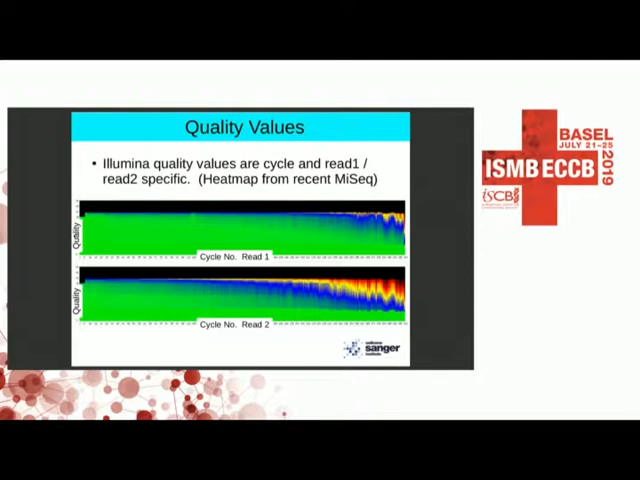 Quality Values
• Illumina quality values are cycle and read1 /
read2 specific. (Heatmap from recent MiSeq)
Quality
Cycle No. Read 1
Quality
Cycle No. Read 2
sanger
BASEL
JULY 21-25
2019
ISMB ECCB
ISCB